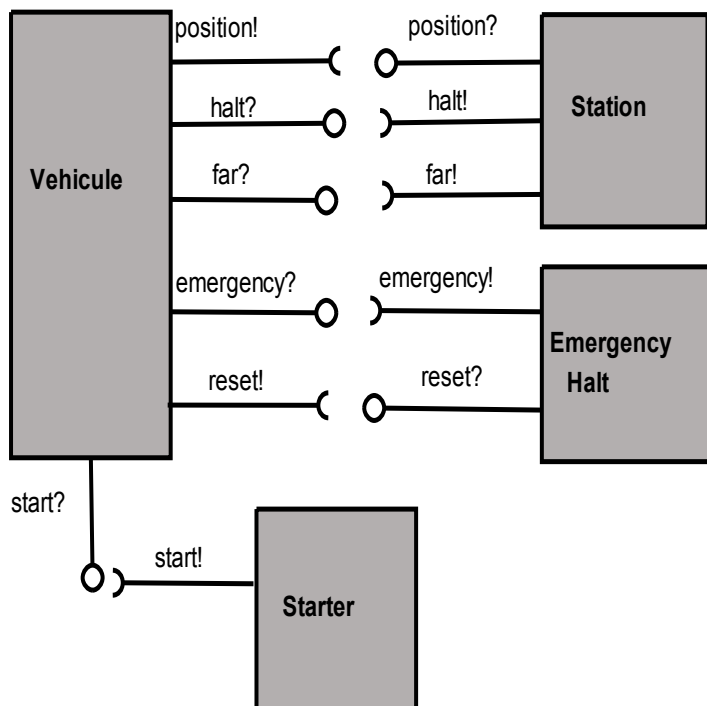 position!
position?
halt?
halt!
Station
Vehicule
far?
far!
emergency?
emergency!
Emergency
Halt
reset!
reset?
start?
start!
Starter